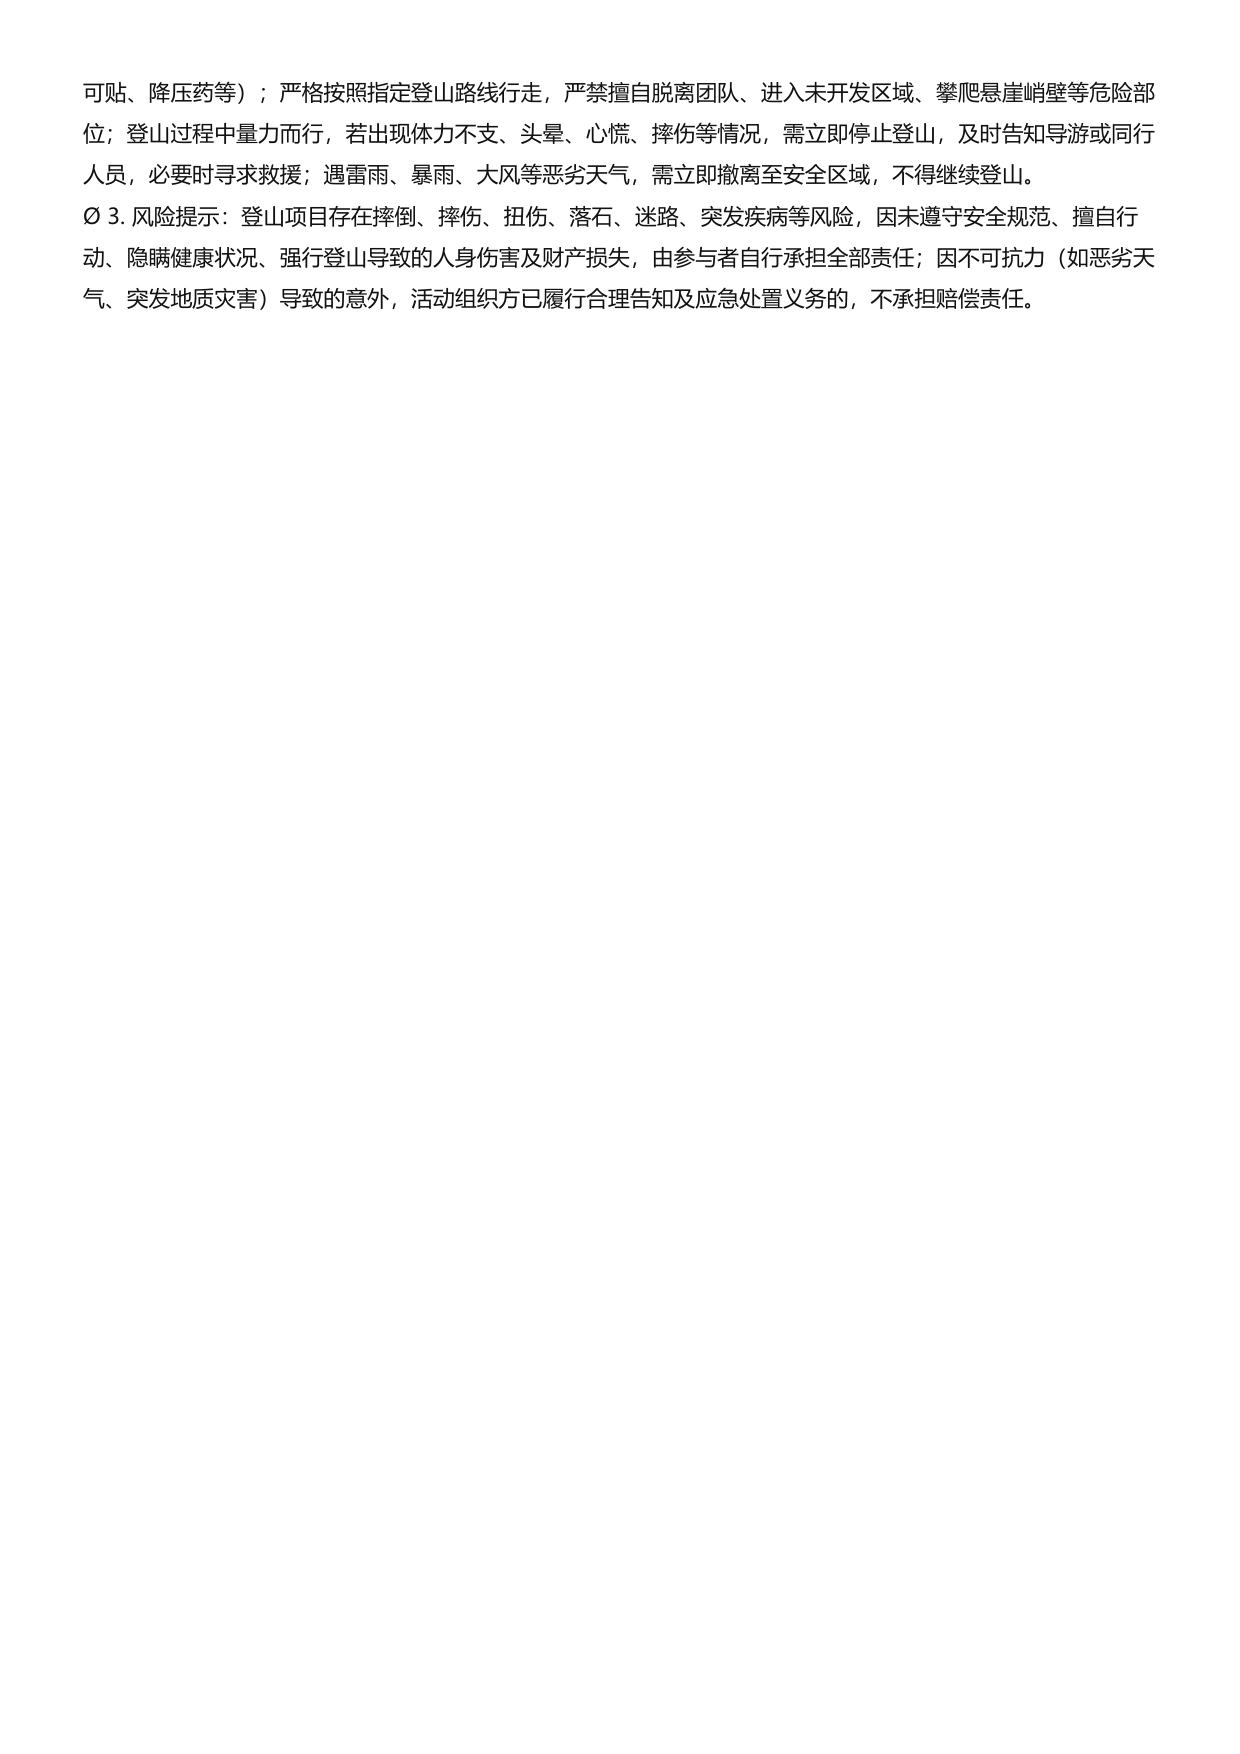 可贴、降压药等）；严格按照指定登山路线行走，严禁擅自脱离团队、进入未开发区域、攀爬悬崖峭壁等危险部
位；登山过程中量力而行，若出现体力不支、头晕、心慌、摔伤等情况，需立即停止登山，及时告知导游或同行
人员，必要时寻求救援；遇雷雨、暴雨、大风等恶劣天气，需立即撤离至安全区域，不得继续登山。
Ø 3. 风险提示：登山项目存在摔倒、摔伤、扭伤、落石、迷路、突发疾病等风险，因未遵守安全规范、擅自行
动、隐瞒健康状况、强行登山导致的人身伤害及财产损失，由参与者自行承担全部责任；因不可抗力（如恶劣天
气、突发地质灾害）导致的意外，活动组织方已履行合理告知及应急处置义务的，不承担赔偿责任。